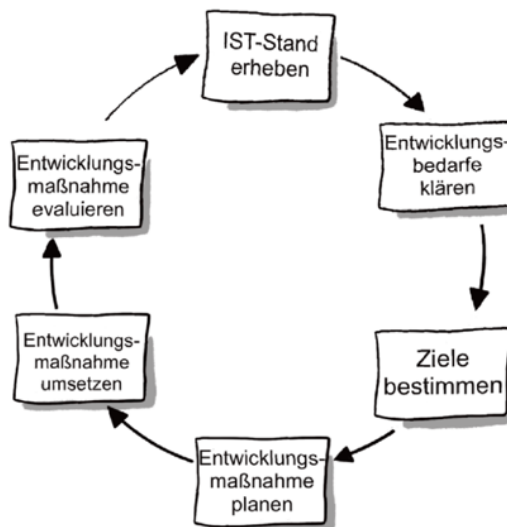 IST-Stand
erheben
Entwicklungs-
bedarfe
klären
Ziele
bestimmen
Entwicklungs-
maßnahme
planen
Entwicklungs-
maßnahme
umsetzen
Entwicklungs-
maßnahme
evaluieren